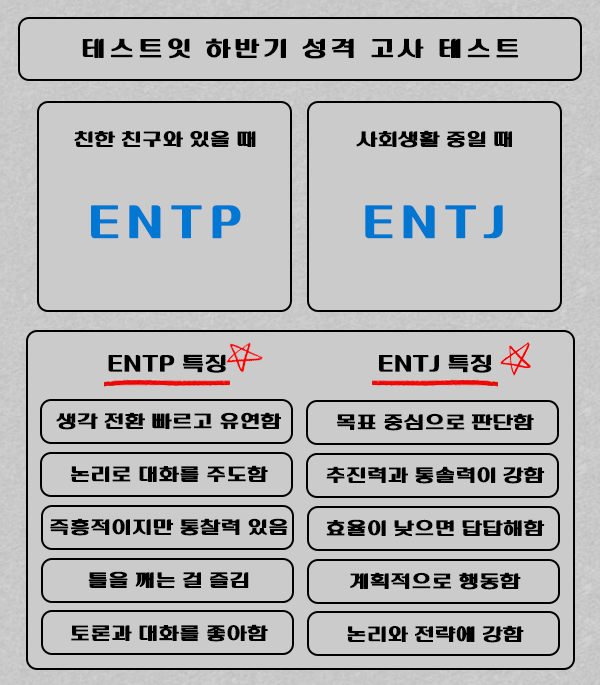 테스트잇 하반기 성격 고사 테스트
친한 친구와 있을 때
ENTP
사회생활 중일 때
ENTJ
ENTP 특징
생각 전환 빠르고 유연함
논리로 대화를 주도함
즉흥적이지만 통찰력 있음
틀을 깨는 걸 즐김
토론과 대화를 좋아함
ENTJ 특징
목표 중심으로 판단함
추진력과 통솔력이 강함
효율이 낮으면 답답해함
계획적으로 행동함
논리와 전략에 강함